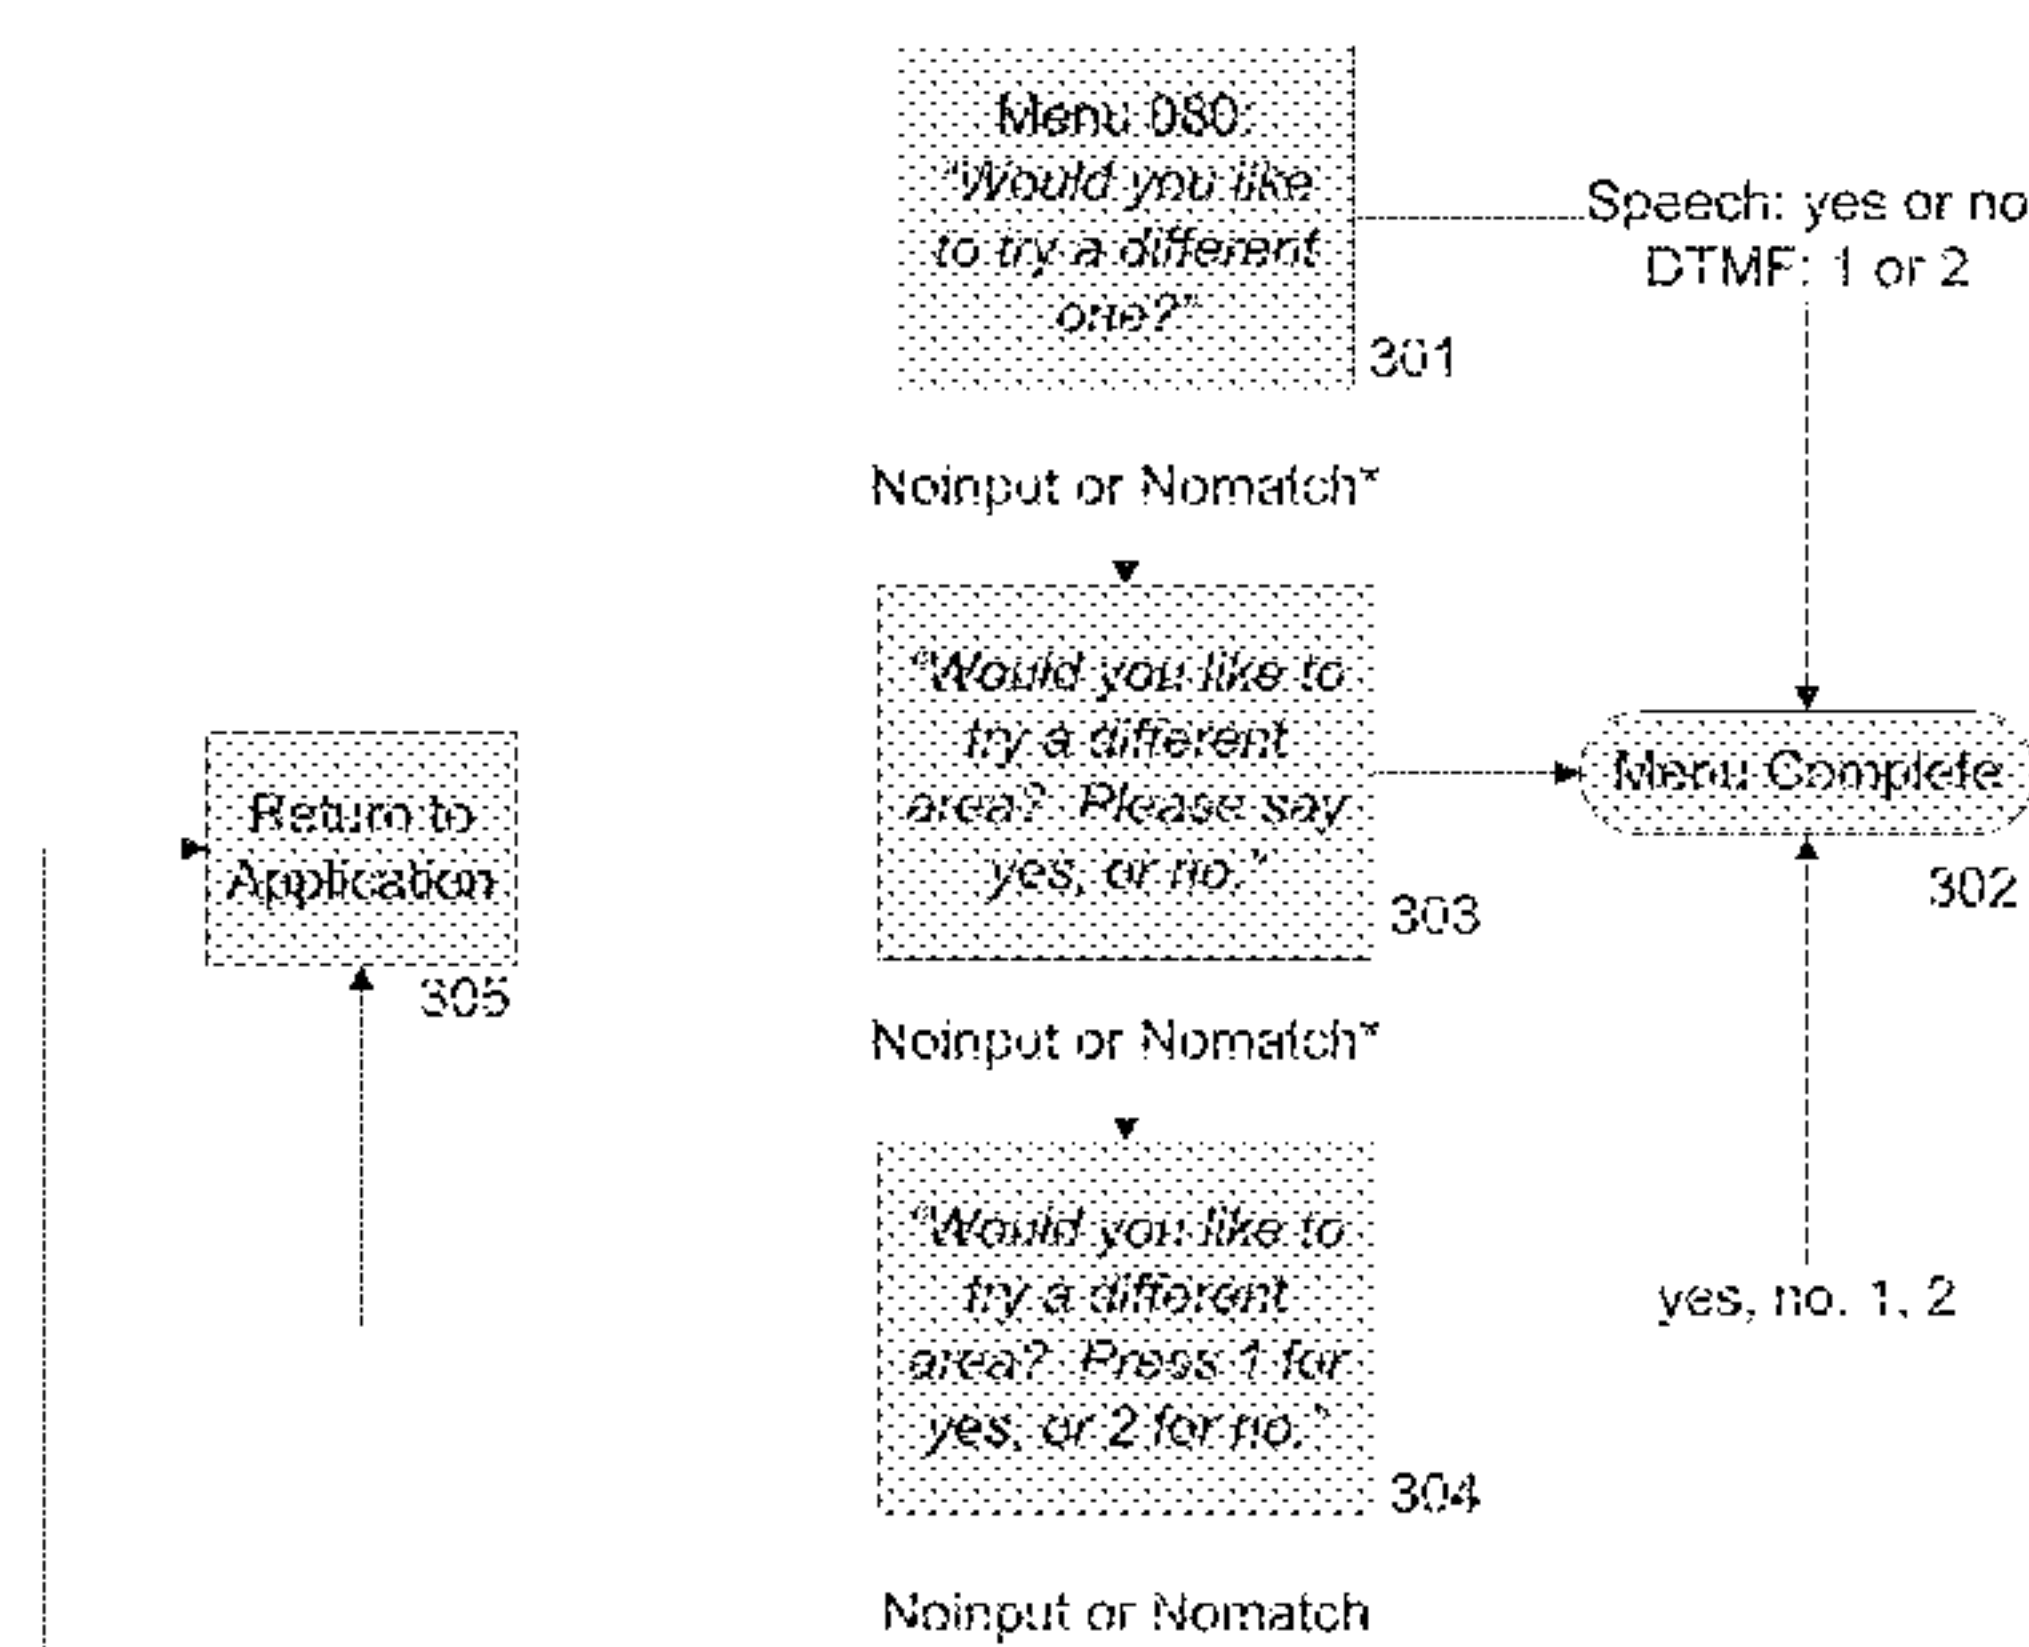 Menu 080:
"Would you like
to try a different
one?"
301
Speech: yes or no
DTMF: 1 or 2
Noinput or Nomatch*
"Would you like to
try a different
area? Please say
yes, or no."
303
Menu Complete
302
Return to
Application
305
Noinput or Nomatch*
"Would you like to
try a different
area? Press 1 for
yes, or 2 for no."
304
yes, no, 1, 2
Noinput or Nomatch